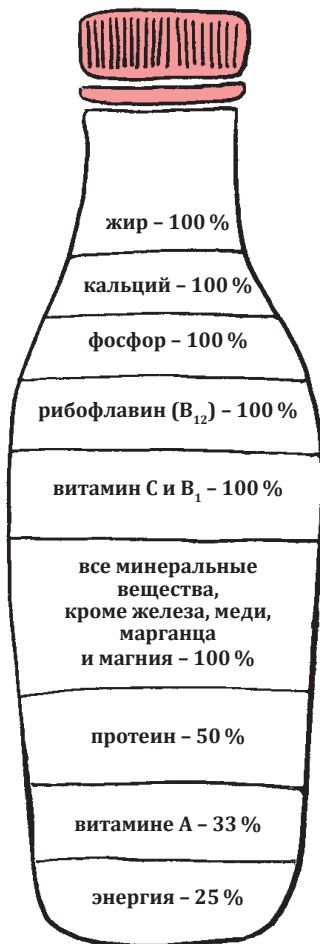 жир – 100 %
кальций – 100 %
фосфор – 100 %
рибофлавин (B₁₂) – 100 %
витамин C и B₁ – 100 %
все минеральные
вещества,
кроме железа, меди,
марганца
и магния – 100 %
протеин – 50 %
витамине А – 33 %
энергия – 25 %